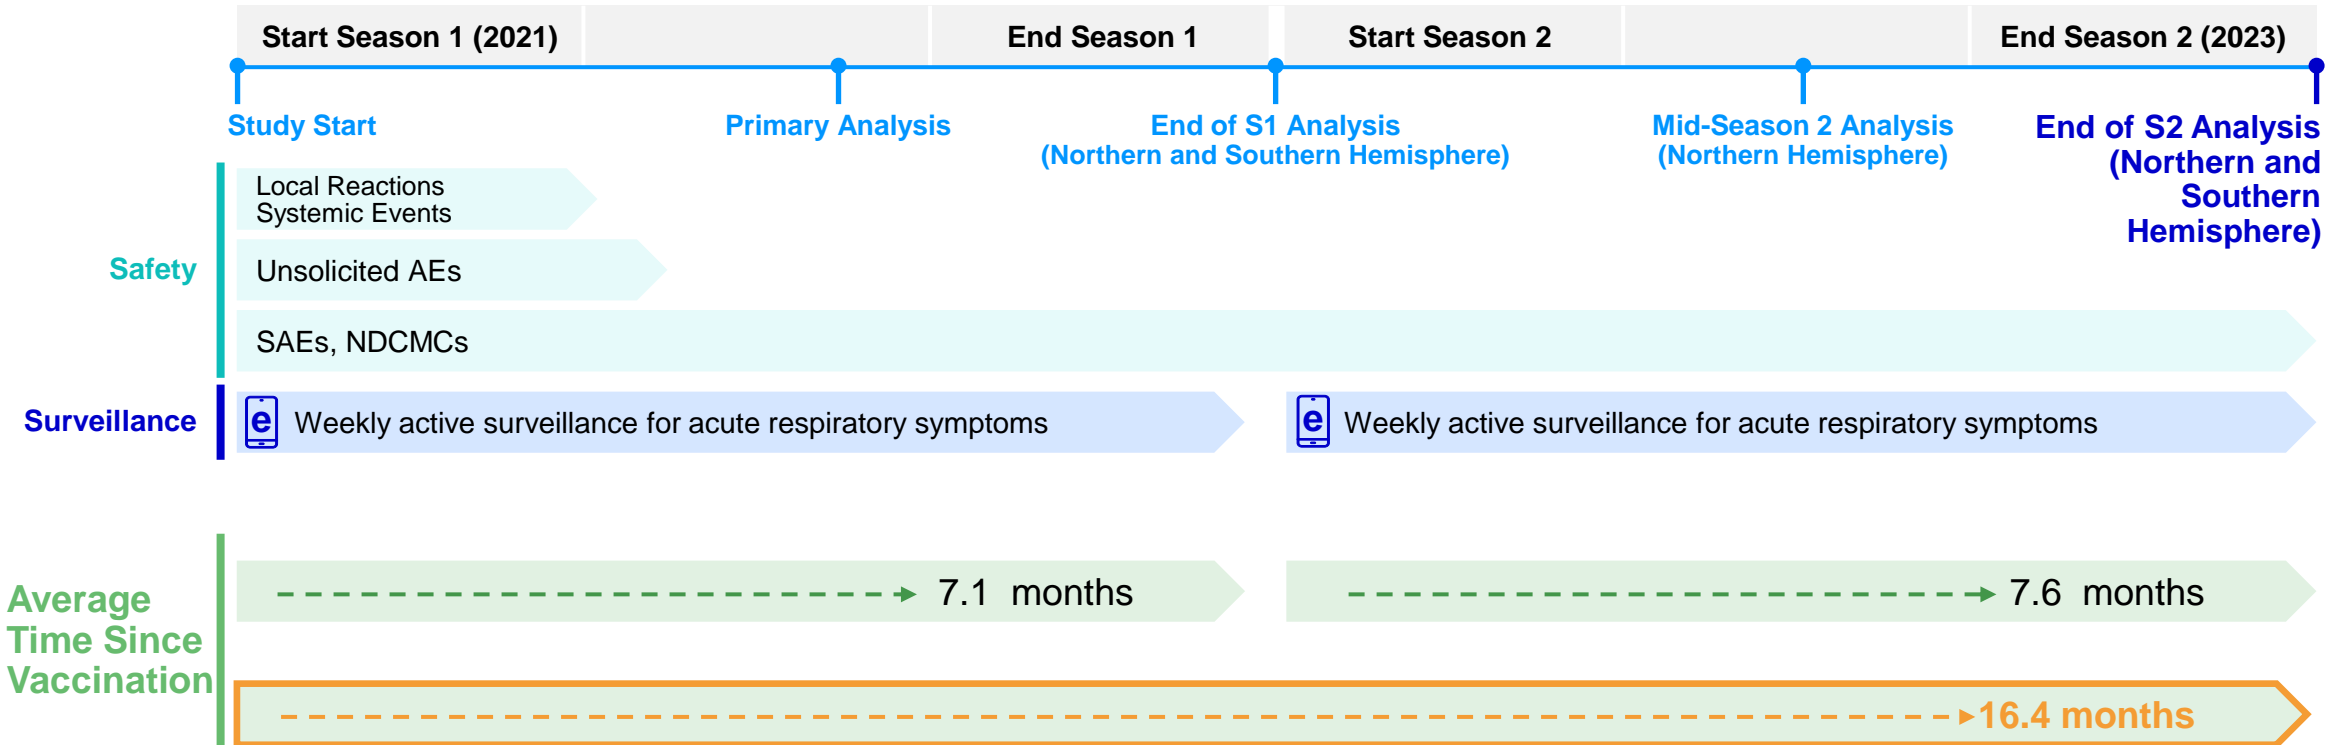 Start Season 1 (2021)
End Season 1
Start Season 2
End Season 2 (2023)
Study Start
Primary Analysis
End of S1 Analysis
(Northern and Southern Hemisphere)
Mid-Season 2 Analysis
(Northern Hemisphere)
End of S2 Analysis
(Northern and
Southern
Hemisphere)
Safety
Local Reactions
Systemic Events
Unsolicited AEs
SAEs, NDCMCs
Surveillance
e
Weekly active surveillance for acute respiratory symptoms
e
Weekly active surveillance for acute respiratory symptoms
Average
Time Since
Vaccination
7.1 months
7.6 months
16.4 months